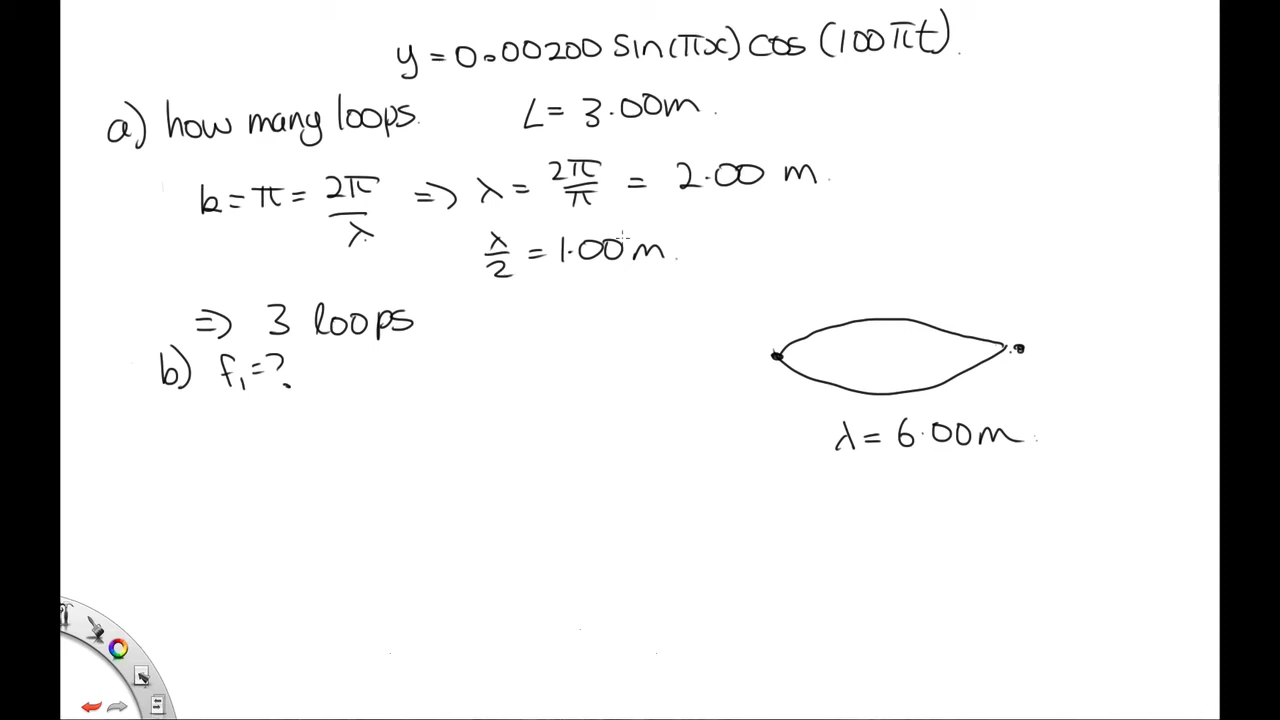 y = 0.00200 sin(πx) cos (100πt).
a) how many loops. L = 3.00m.
k = π = 2π/λ => λ = 2π/π = 2.00 m.
λ/2 = 1.00 m.
=> 3 loops
b) f₁ = ?
λ = 6.00m